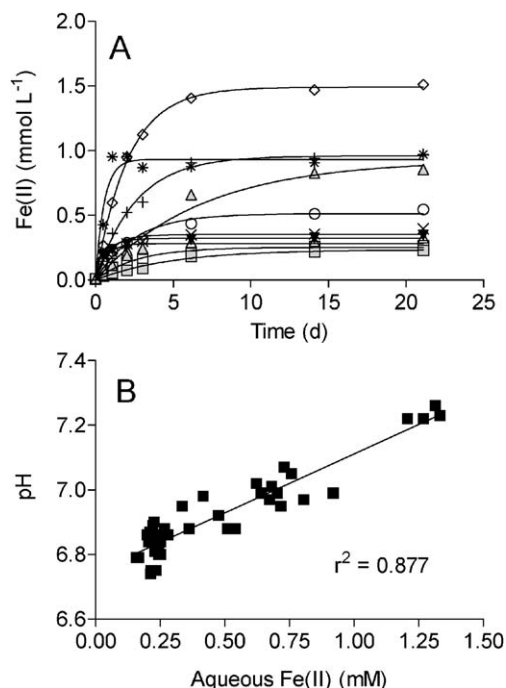 A
Fe(II) (mmol L⁻¹)
2.0
1.5
1.0
0.5
0.0
0 5 10 15 20 25
Time (d)
B
pH
7.4
7.2
7.0
6.8
6.6
r² = 0.877
0.00 0.25 0.50 0.75 1.00 1.25 1.50
Aqueous Fe(II) (mM)